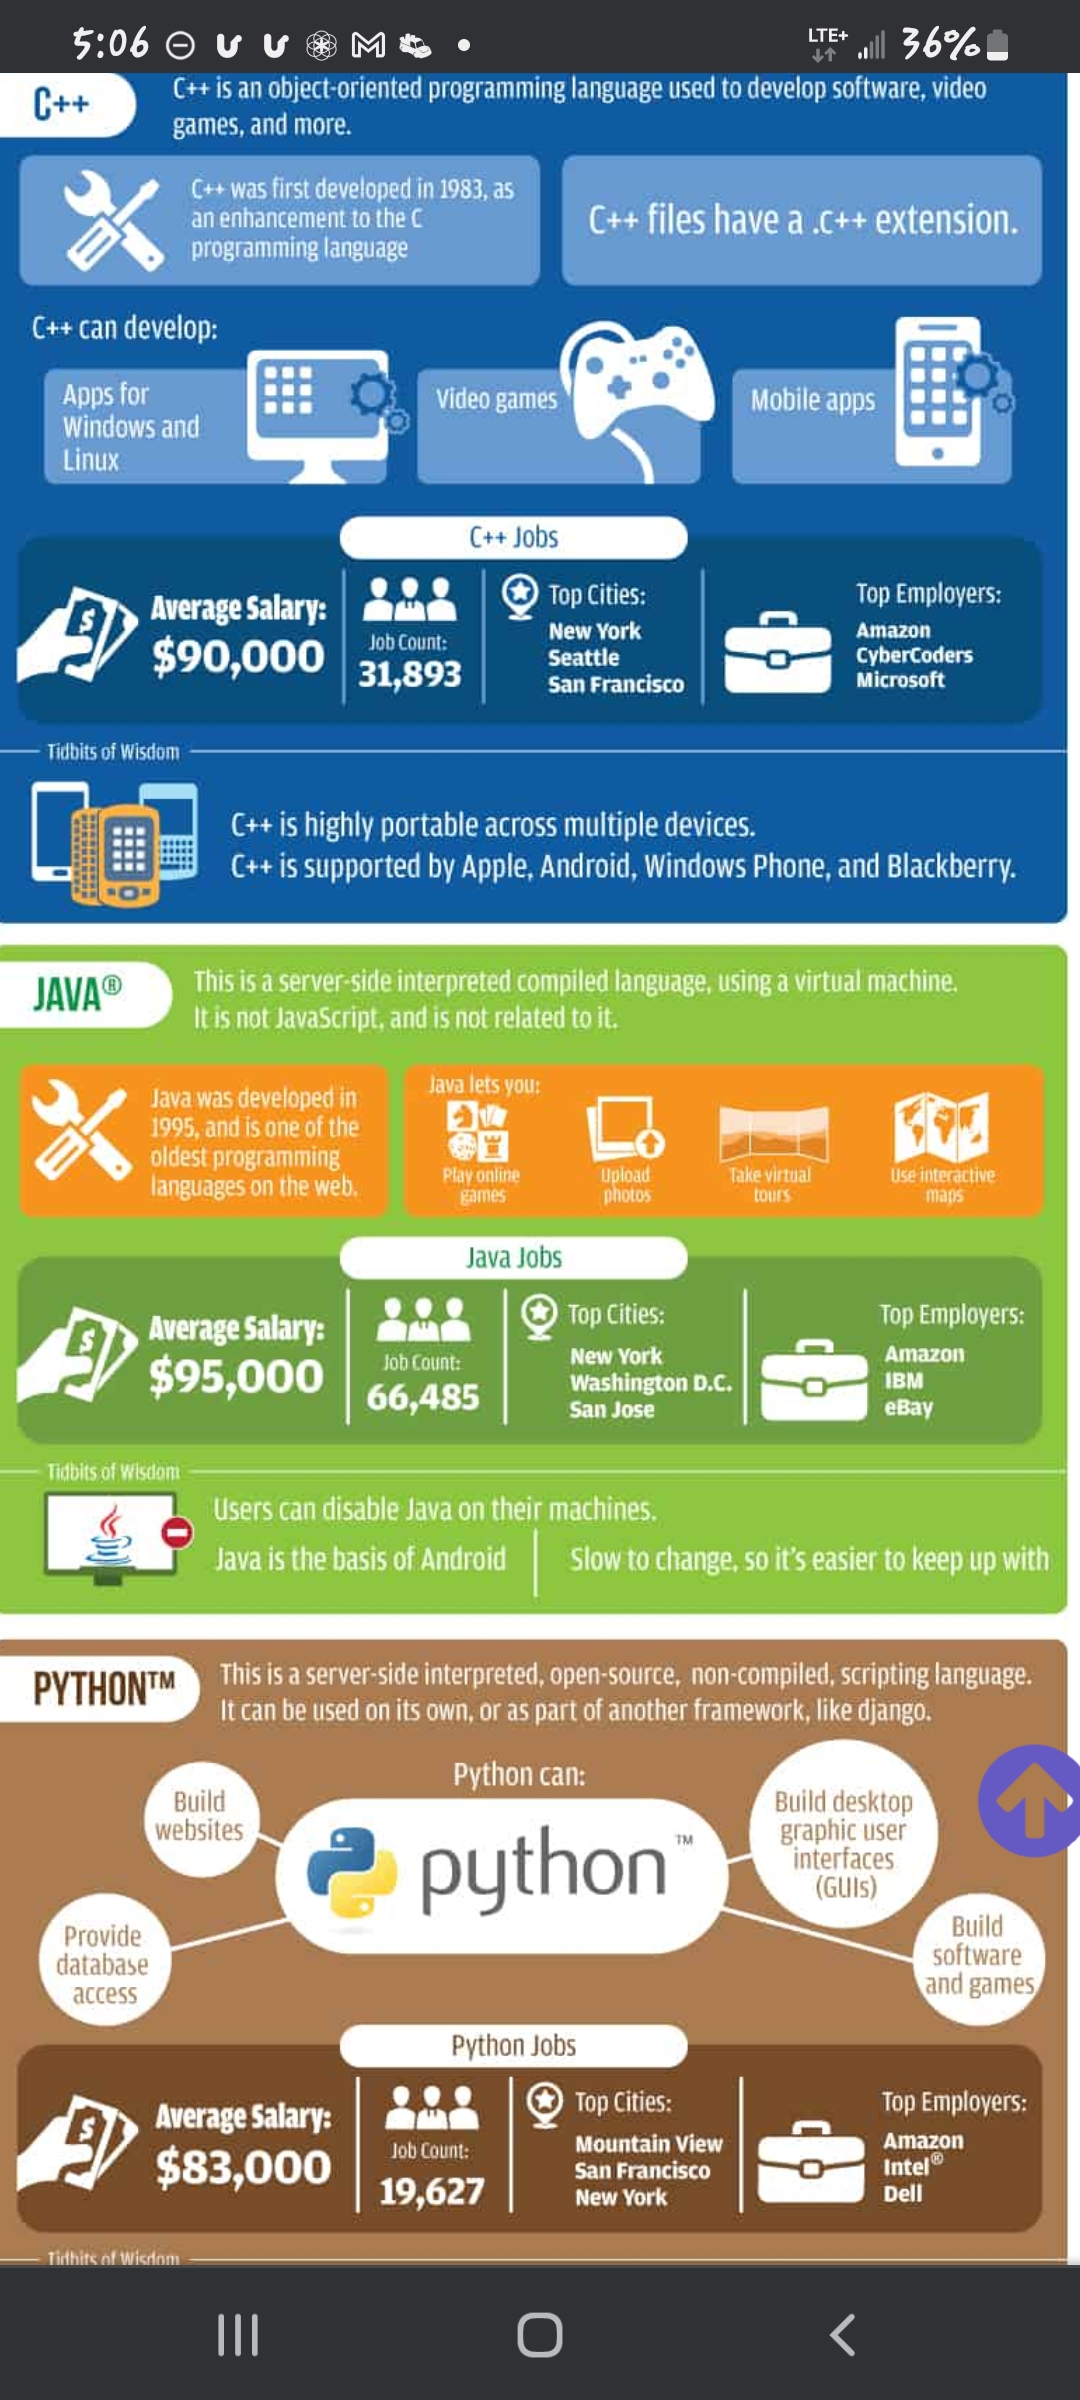 5:06
LTE+ 36%
C++
C++ is an object-oriented programming language used to develop software, video
games, and more.
C++ was first developed in 1983, as
an enhancement to the C
programming language
C++ files have a .c++ extension.
C++ can develop:
Apps for
Windows and
Linux
Video games
Mobile apps
C++ Jobs
Average Salary:
$90,000
Job Count:
31,893
Top Cities:
New York
Seattle
San Francisco
Top Employers:
Amazon
CyberCoders
Microsoft
Tidbits of Wisdom
C++ is highly portable across multiple devices.
C++ is supported by Apple, Android, Windows Phone, and Blackberry.
JAVA®
This is a server-side interpreted compiled language, using a virtual machine.
It is not JavaScript, and is not related to it.
Java was developed in
1995, and is one of the
oldest programming
languages on the web.
Java lets you:
Play online
games
Upload
photos
Take virtual
tours
Use interactive
maps
Java Jobs
Average Salary:
$95,000
Job Count:
66,485
Top Cities:
New York
Washington D.C.
San Jose
Top Employers:
Amazon
IBM
eBay
Tidbits of Wisdom
Users can disable Java on their machines.
Java is the basis of Android
Slow to change, so it's easier to keep up with
PYTHON™
This is a server-side interpreted, open-source, non-compiled, scripting language.
It can be used on its own, or as part of another framework, like django.
Python can:
Build
websites
Provide
database
access
python™
Build desktop
graphic user
interfaces
(GUIs)
Build
software
and games
Python Jobs
Average Salary:
$83,000
Job Count:
19,627
Top Cities:
Mountain View
San Francisco
New York
Top Employers:
Amazon
Intel®
Dell
Tidbits of Wisdom